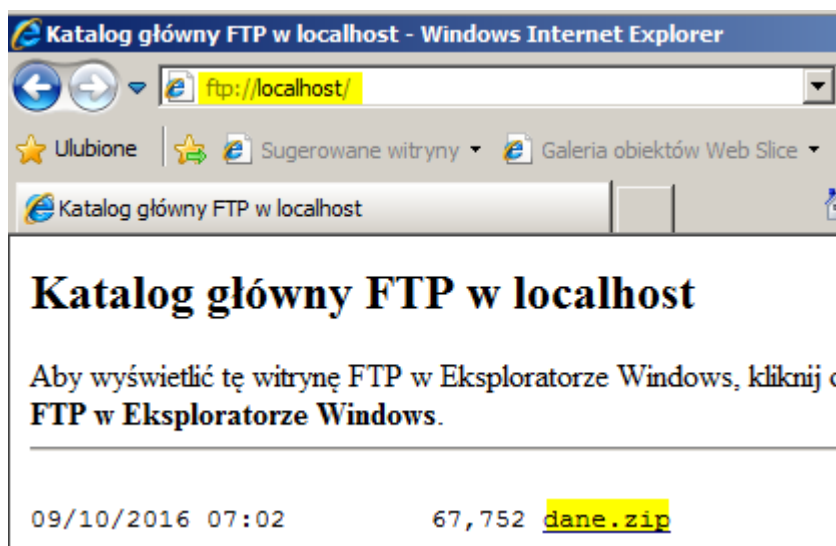 Katalog główny FTP w localhost - Windows Internet Explorer
ftp://localhost/
Ulubione Sugerowane witryny Galeria obiektów Web Slice
Katalog główny FTP w localhost
Katalog główny FTP w localhost
Aby wyświetlić tę witrynę FTP w Eksploratorze Windows, kliknij
FTP w Eksploratorze Windows.
09/10/2016 07:02 67,752 dane.zip